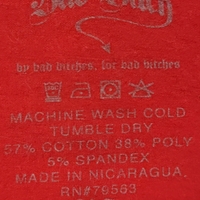 by bad bitches, for bad bitches
MACHINE WASH COLD
TUMBLE DRY
57% COTTON 38% POLY
5% SPANDEX
MADE IN NICARAGUA.
RN#79563